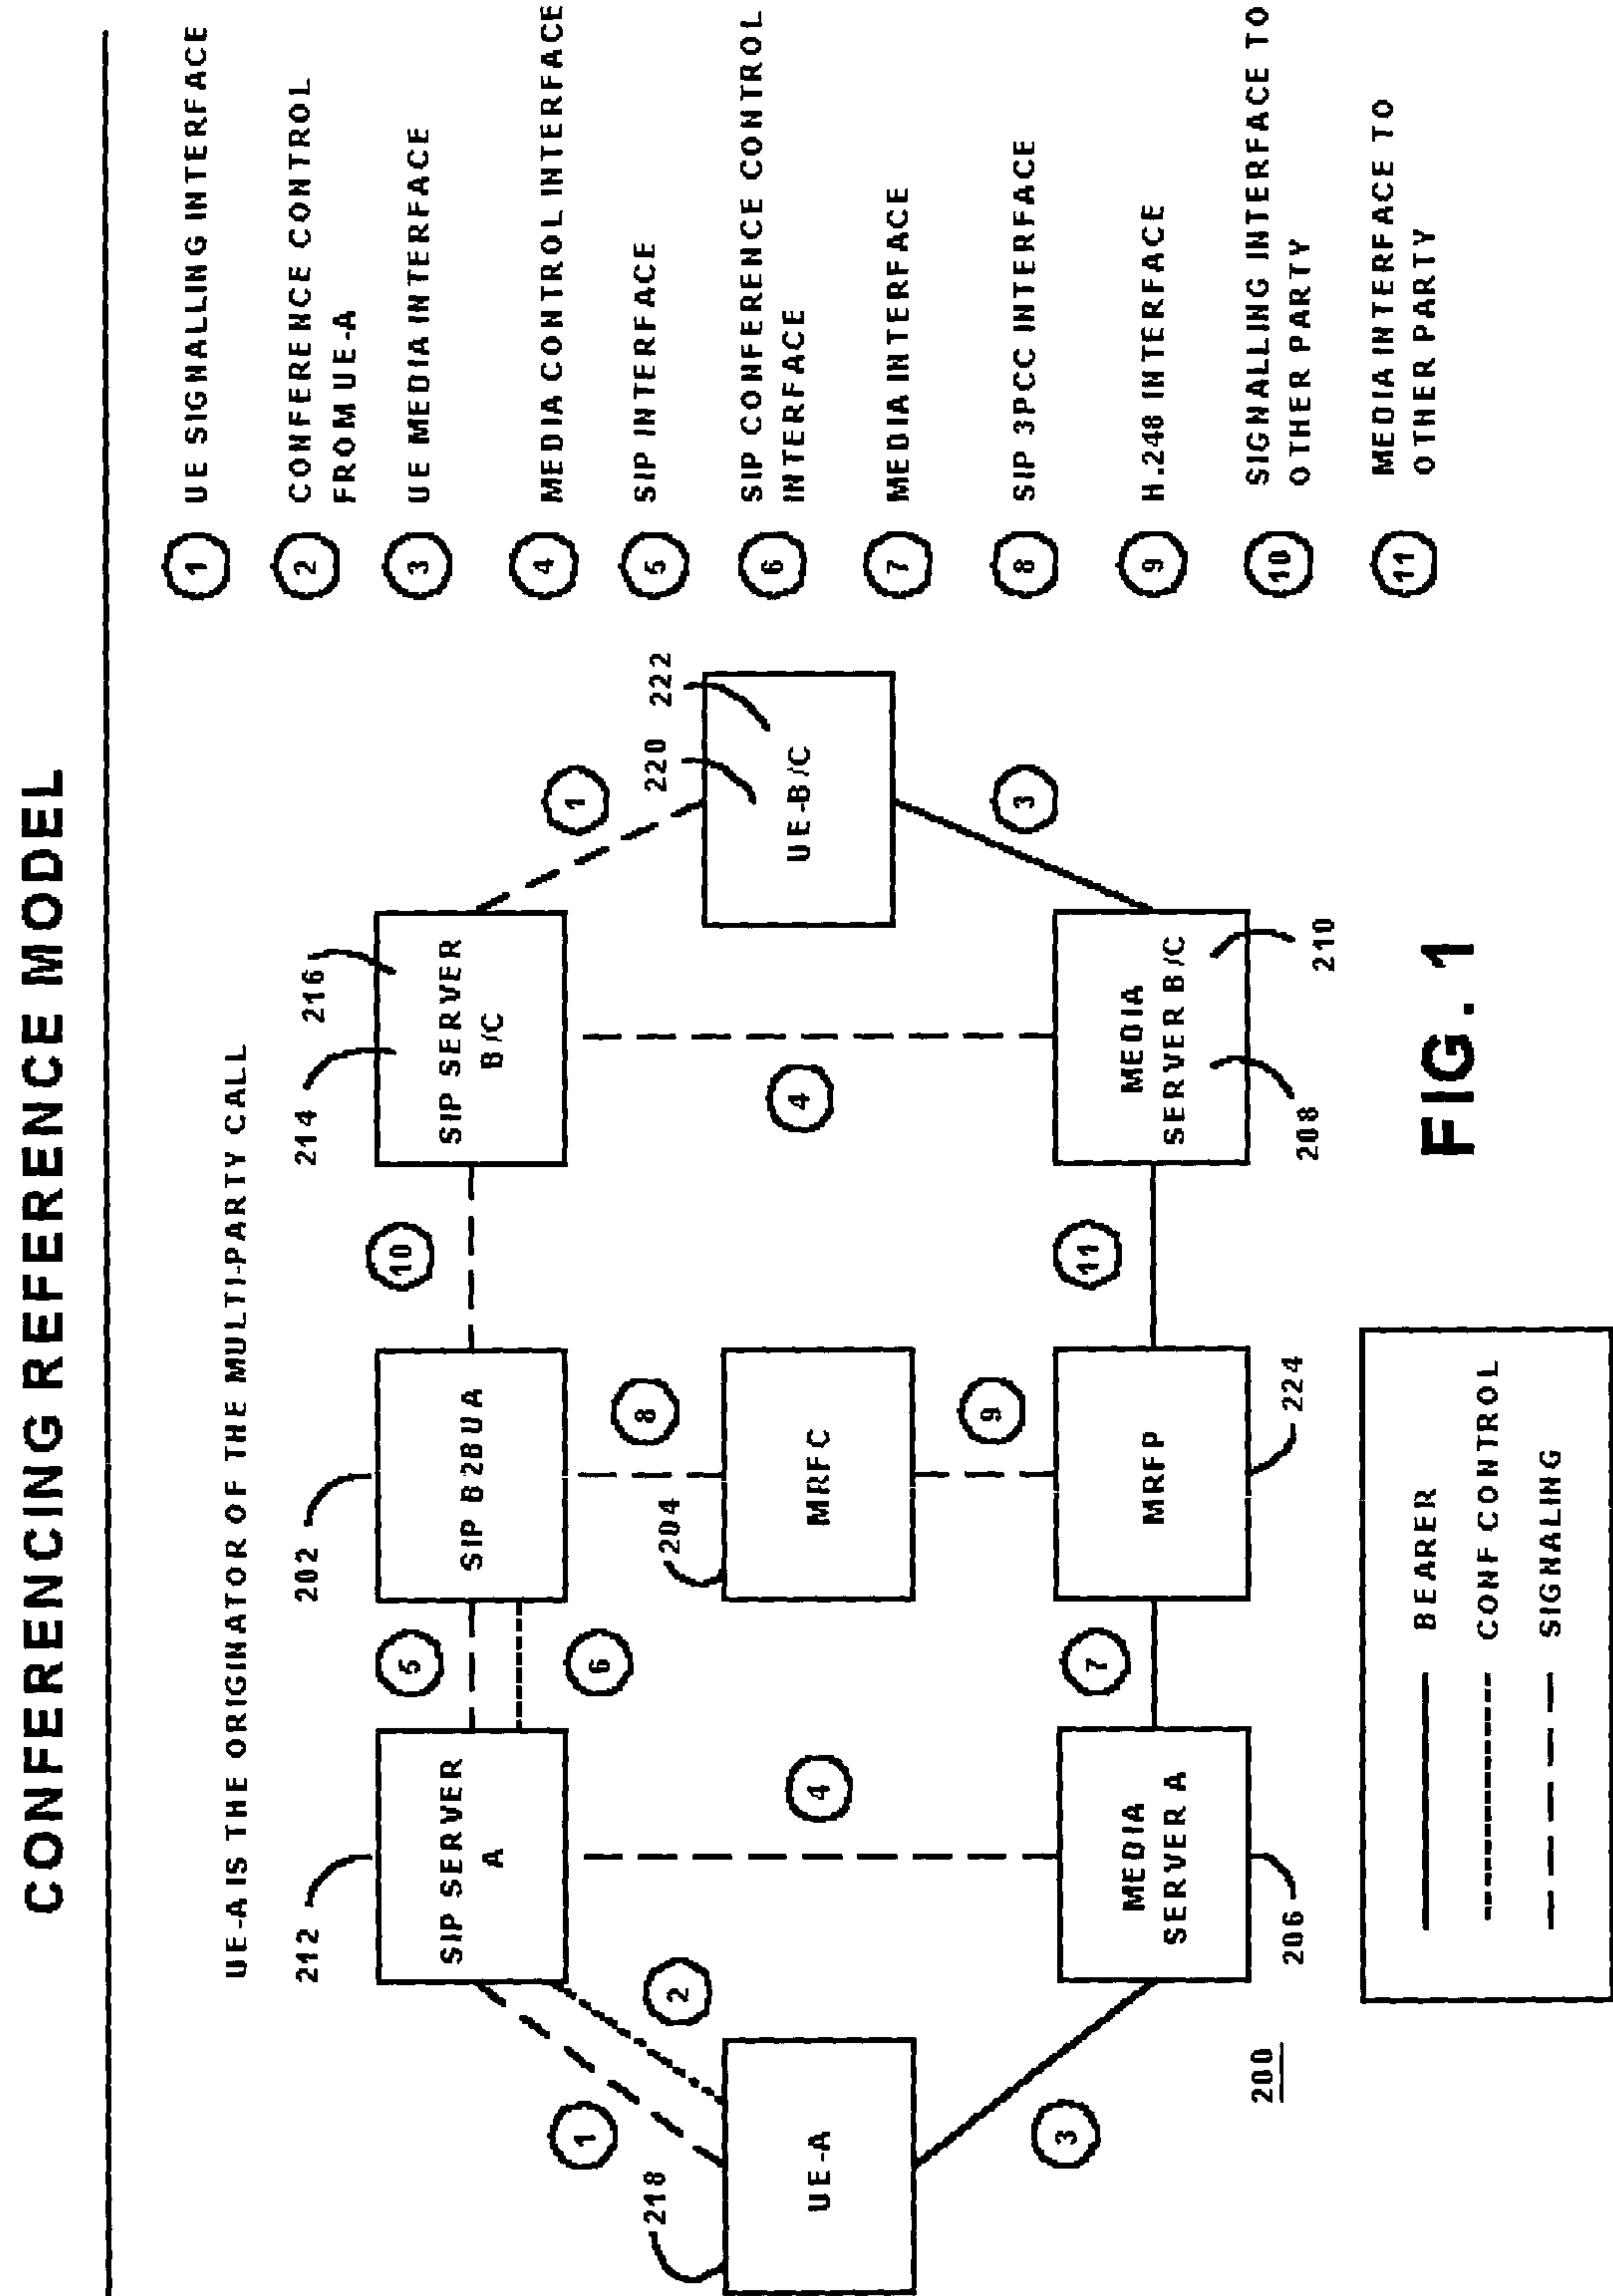 CONFERENCING REFERENCE MODEL
UE-A IS THE ORIGINATOR OF THE MULTI-PARTY CALL
212
202
214
216
SIP SERVER
A
5
6
SIP B2BUA
10
SIP SERVER
B/C
1
2
1
218
UE-A
4
8
204
MRFC
9
4
220
222
UE-B/C
3
3
MEDIA
SERVER A
7
MRFP
11
MEDIA
SERVER B/C
200
206
224
208
210
BEARER
CONF CONTROL
SIGNALING
FIG. 1
1 UE SIGNALLING INTERFACE
2 CONFERENCE CONTROL
FROM UE-A
3 UE MEDIA INTERFACE
4 MEDIA CONTROL INTERFACE
5 SIP INTERFACE
6 SIP CONFERENCE CONTROL
INTERFACE
7 MEDIA INTERFACE
8 SIP 3PCC INTERFACE
9 H.248 INTERFACE
10 SIGNALLING INTERFACE TO
OTHER PARTY
11 MEDIA INTERFACE TO
OTHER PARTY